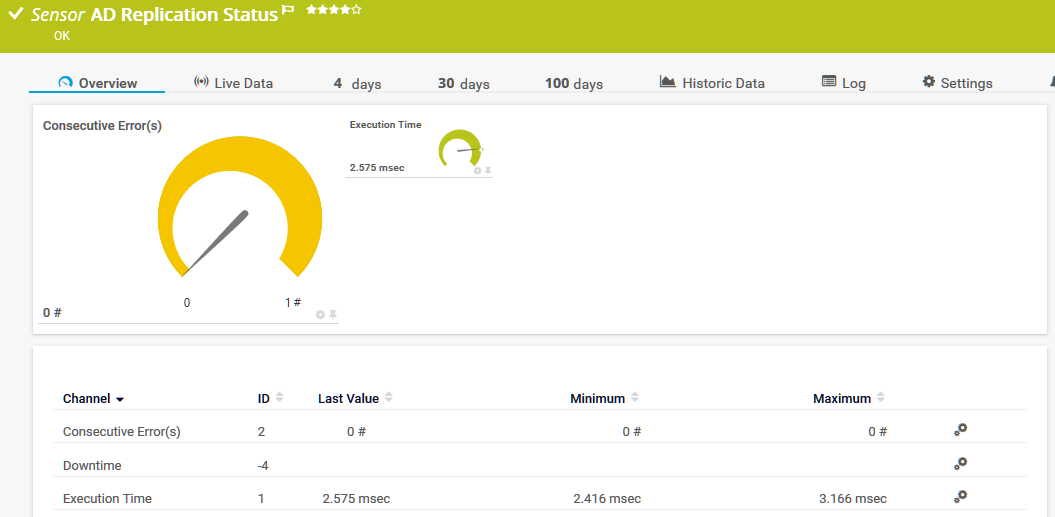 Sensor AD Replication Status
OK
Overview Live Data 4 days 30 days 100 days Historic Data Log Settings
Consecutive Error(s)
0 1 #
0 #
Execution Time
2.575 msec
Channel ID Last Value Minimum Maximum
Consecutive Error(s) 2 0 # 0 # 0 #
Downtime -4
Execution Time 1 2.575 msec 2.416 msec 3.166 msec